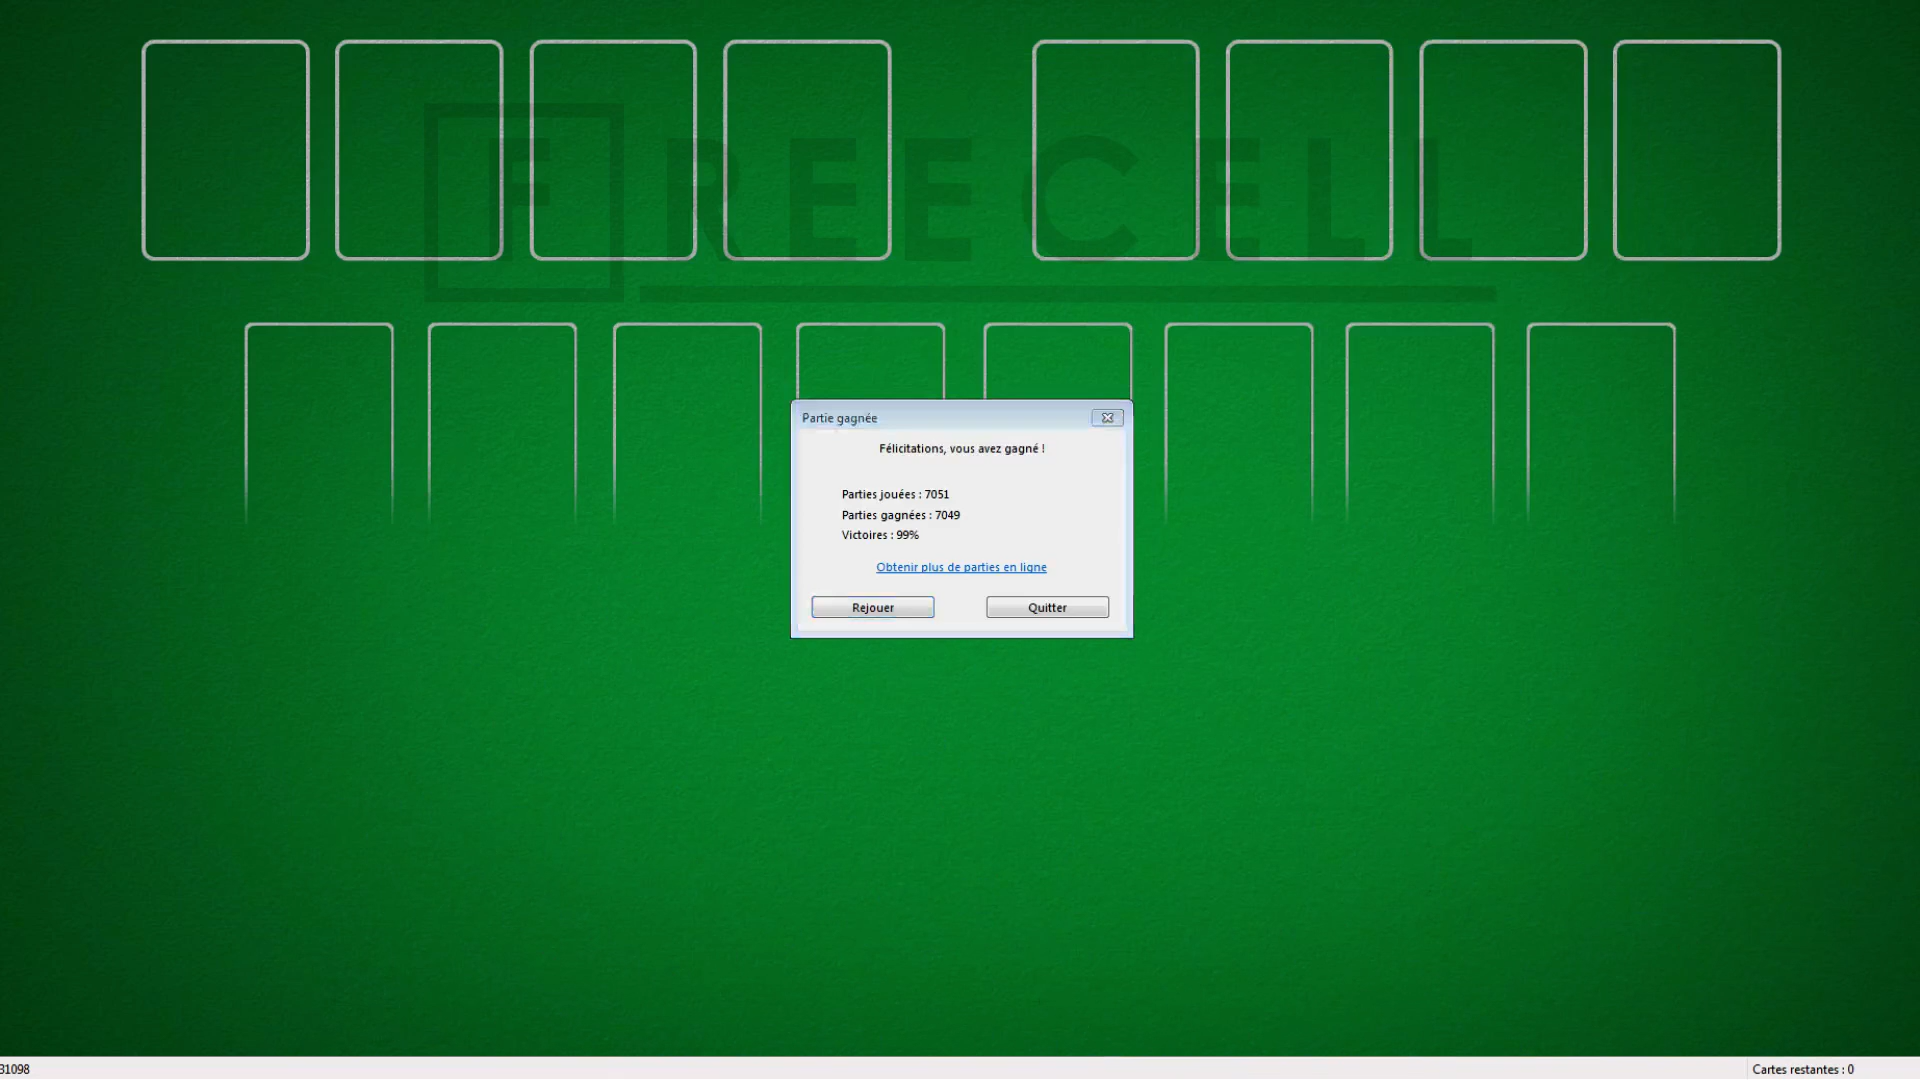 FREECELL
Partie gagnée
Félicitations, vous avez gagné !
Parties jouées : 7051
Parties gagnées : 7049
Victoires : 99%
Obtenir plus de parties en ligne
Rejouer
Quitter
31098
Cartes restantes : 0